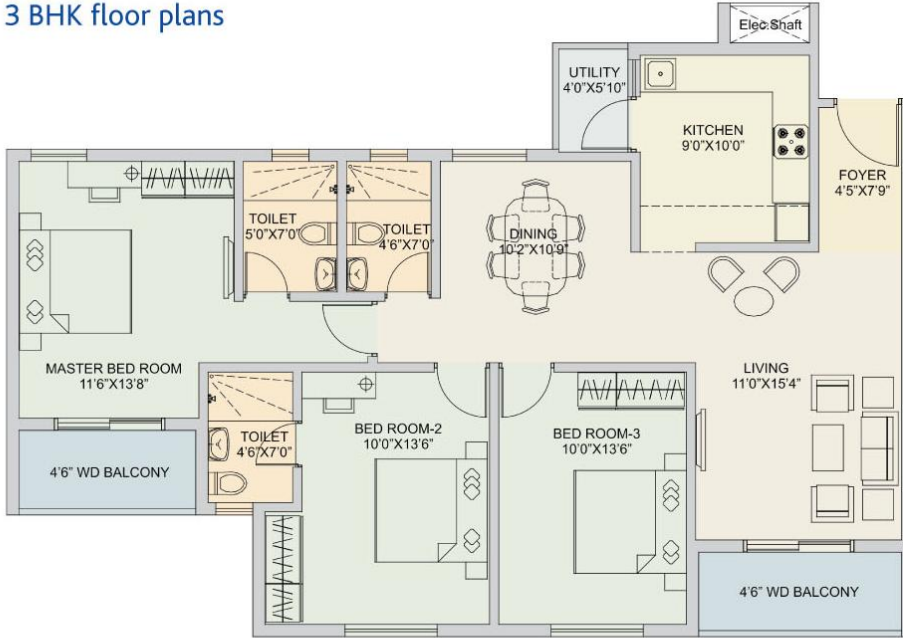 3 BHK floor plans
Elec.Shaft
UTILITY
4'0"X5'10"
KITCHEN
9'0"X10'0"
FOYER
4'5"X7'9"
TOILET
5'0"X7'0"
TOILET
4'6"X7'0"
DINING
10'2"X10'9"
MASTER BED ROOM
11'6"X13'8"
LIVING
11'0"X15'4"
TOILET
4'6"X7'0"
BED ROOM-2
10'0"X13'6"
BED ROOM-3
10'0"X13'6"
4'6" WD BALCONY
4'6" WD BALCONY